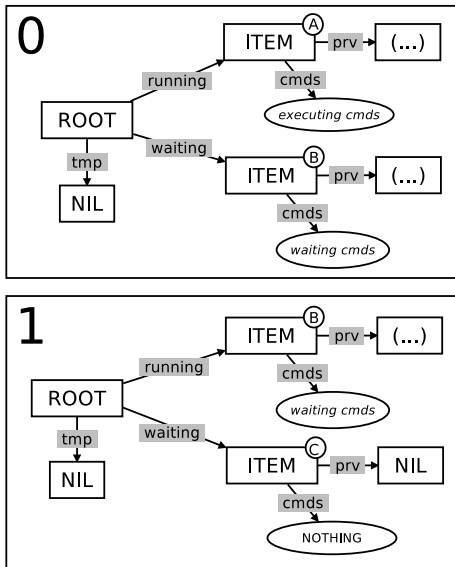 0
A
ITEM
prv
(...)
running
cmds
executing cmds
ROOT
waiting
B
tmp
ITEM
prv
(...)
NIL
cmds
waiting cmds
1
B
ITEM
prv
(...)
running
cmds
ROOT
waiting cmds
tmp
waiting
C
ITEM
prv
NIL
NIL
cmds
NOTHING